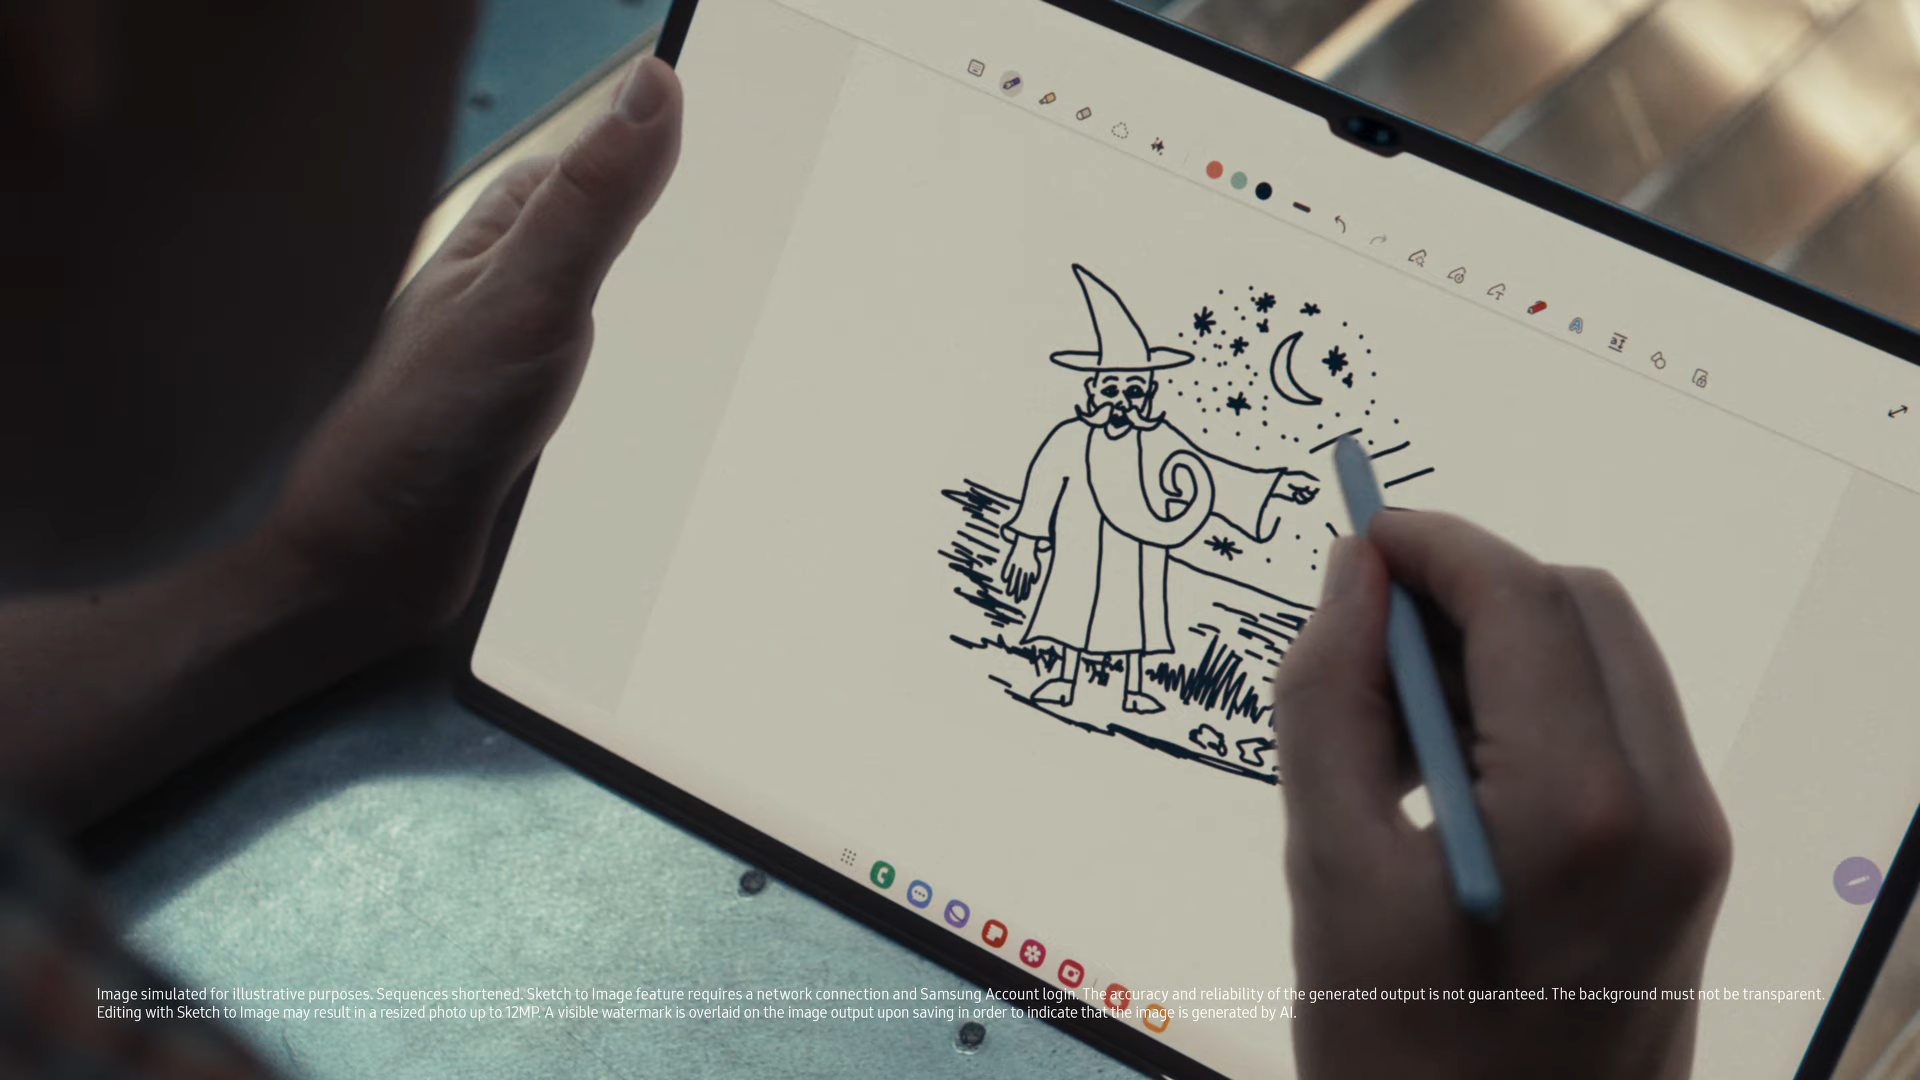 Image simulated for illustrative purposes. Sequences shortened. Sketch to Image feature requires a network connection and Samsung Account login. The accuracy and reliability of the generated output is not guaranteed. The background must not be transparent.
Editing with Sketch to Image may result in a resized photo up to 12MP. A visible watermark is overlaid on the image output upon saving in order to indicate that the image is generated by AI.